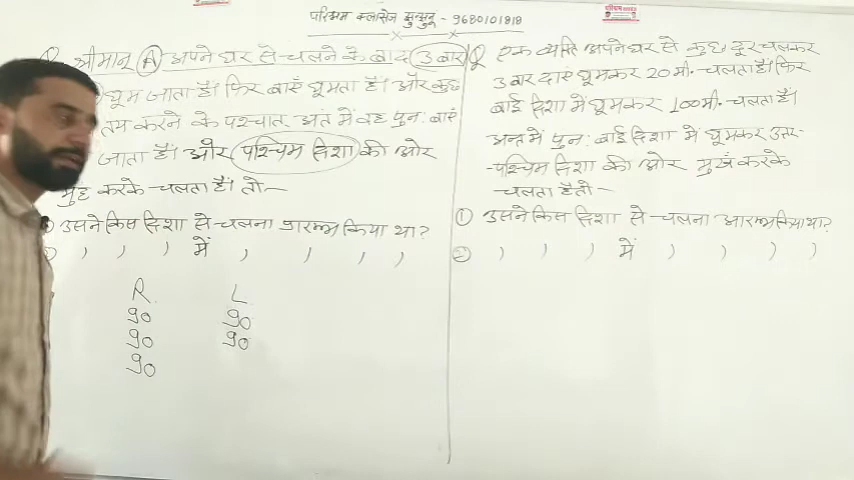 परिश्रम क्लासेज झुन्झुनू - 9680101818
Q श्रीमान् A अपने घर से चलने के बाद 3 बार
घूम जाता है। फिर बाएं घूमता है। और कुछ
तय करने के पश्चात अंत में वह पुनः बाएं
जाता है। और पश्चिम दिशा की ओर
मुंह करके चलता है। तो —
उसने किस दिशा से चलना प्रारम्भ किया था?
" " " में " " " "
R L
90 90
90 90
90
Q एक व्यक्ति अपने घर से कुछ दूर चलकर
3 बार दाएं घूमकर 20 मी. चलता है। फिर
बाईं दिशा में घूमकर 100 मी. चलता है।
अन्त में पुनः बाईं दिशा में घूमकर उत्तर-
-पश्चिम दिशा की ओर मुख करके
चलता है तो —
① उसने किस दिशा से चलना आरम्भ किया था?
② " " " में " " " "